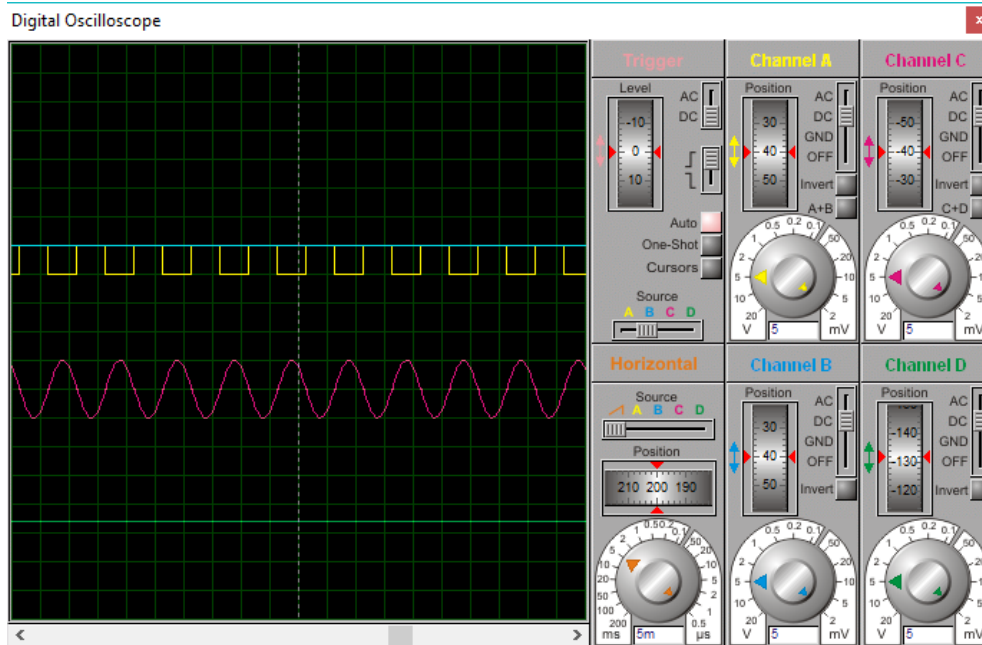 Digital Oscilloscope
Trigger
Level
-10
0
10
AC
DC
Auto
One-Shot
Cursors
Source
A B C D
Channel A
Position
30
40
50
AC
DC
GND
OFF
Invert
A+B
20 10 5 2 1 0.5 0.2 0.1 50 20 10 5 2
V 5 mV
Channel C
Position
-50
-40
-30
AC
DC
GND
OFF
Invert
C+D
20 10 5 2 1 0.5 0.2 0.1 50 20 10 5 2
V 5 mV
Horizontal
Source
A B C D
Position
210 200 190
200 100 50 20 10 5 2 1 0.5 0.2 0.1 50 20 10 5 2 1 0.5
ms 5m µs
Channel B
Position
30
40
50
AC
DC
GND
OFF
Invert
20 10 5 2 1 0.5 0.2 0.1 50 20 10 5 2
V 5 mV
Channel D
Position
-140
-130
-120
AC
DC
GND
OFF
Invert
20 10 5 2 1 0.5 0.2 0.1 50 20 10 5 2
V 5 mV